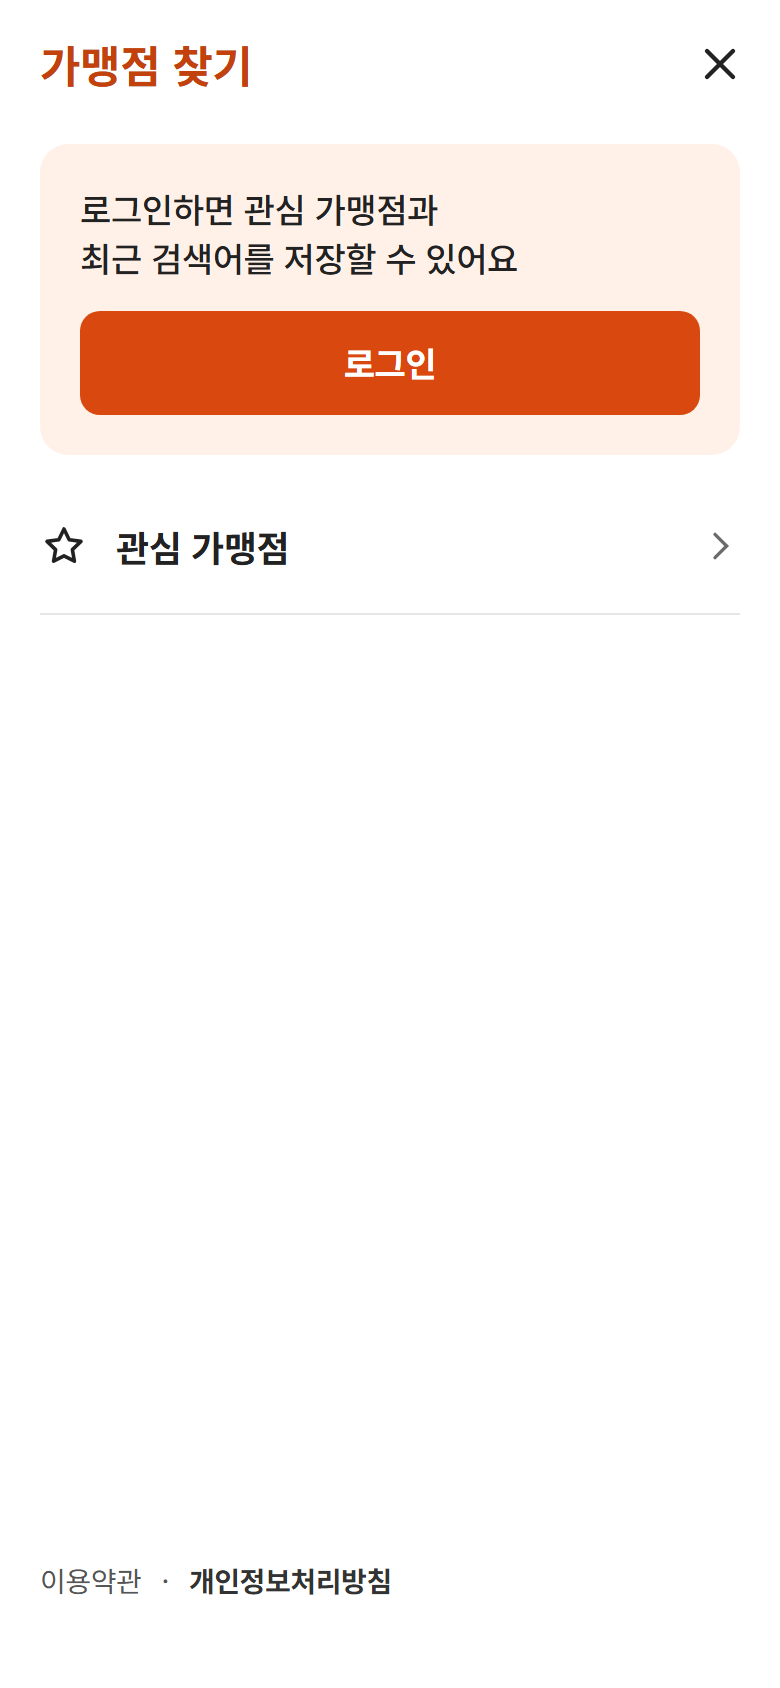 가맹점 찾기
로그인하면 관심 가맹점과
최근 검색어를 저장할 수 있어요
로그인
관심 가맹점
이용약관 · 개인정보처리방침